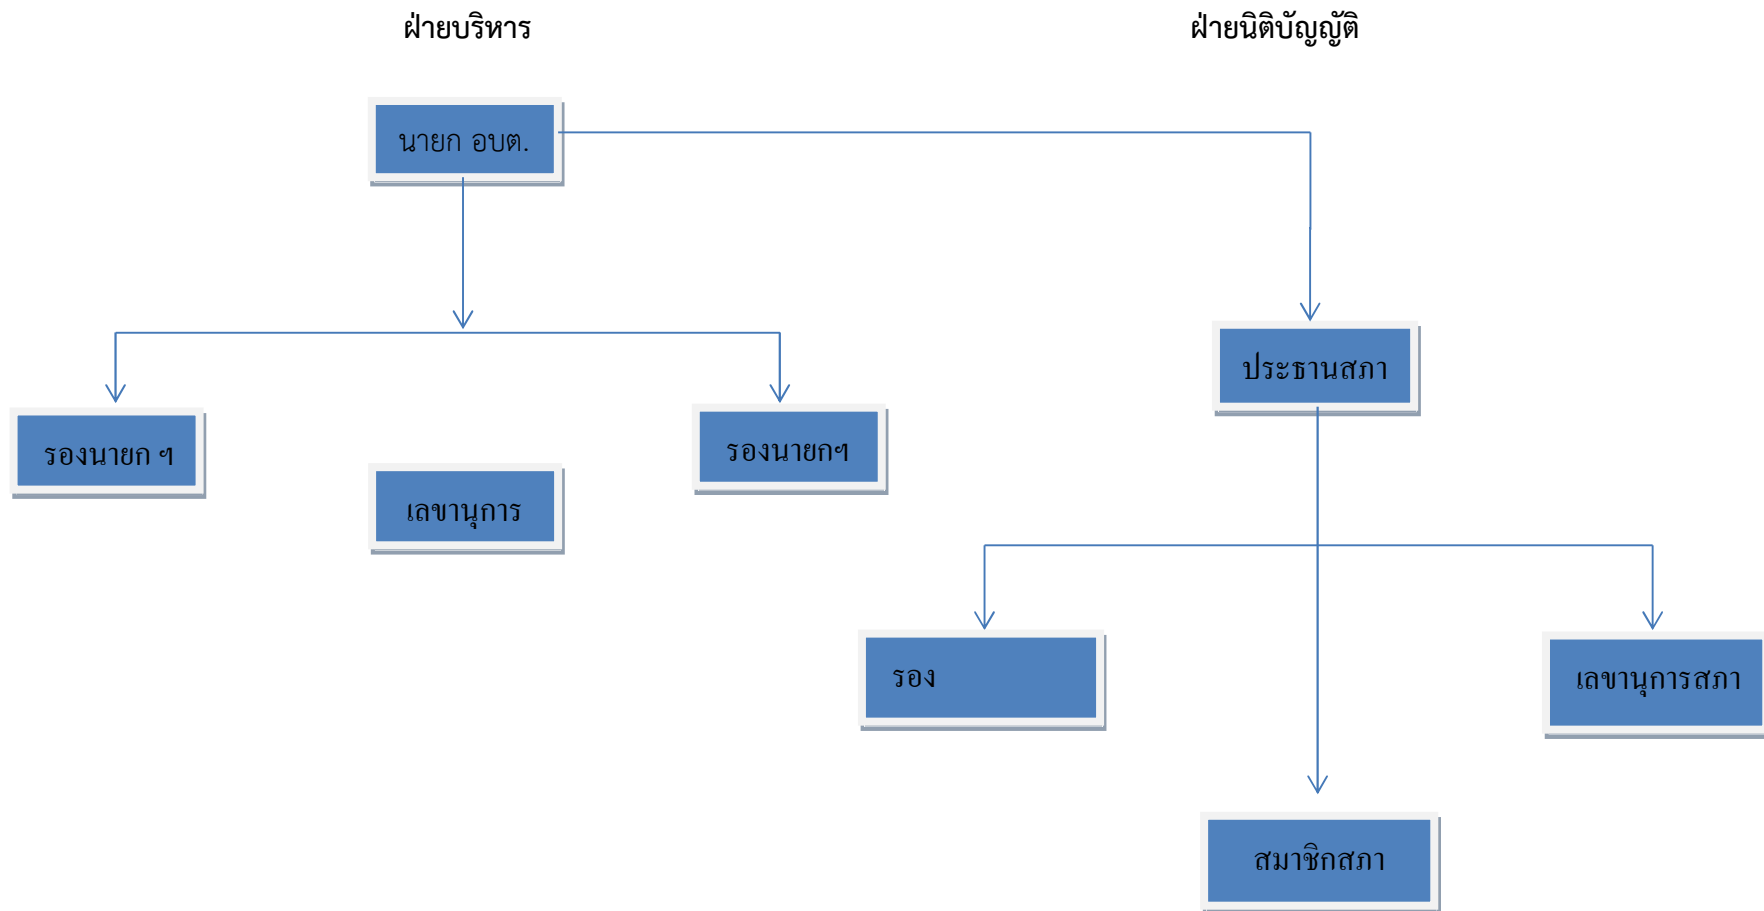 ฝ่ายบริหาร
ฝ่ายนิติบัญญัติ
นายก อบต.
ประธานสภา
รองนายก ฯ
รองนายกฯ
เลขานุการ
รอง
เลขานุการสภา
สมาชิกสภา